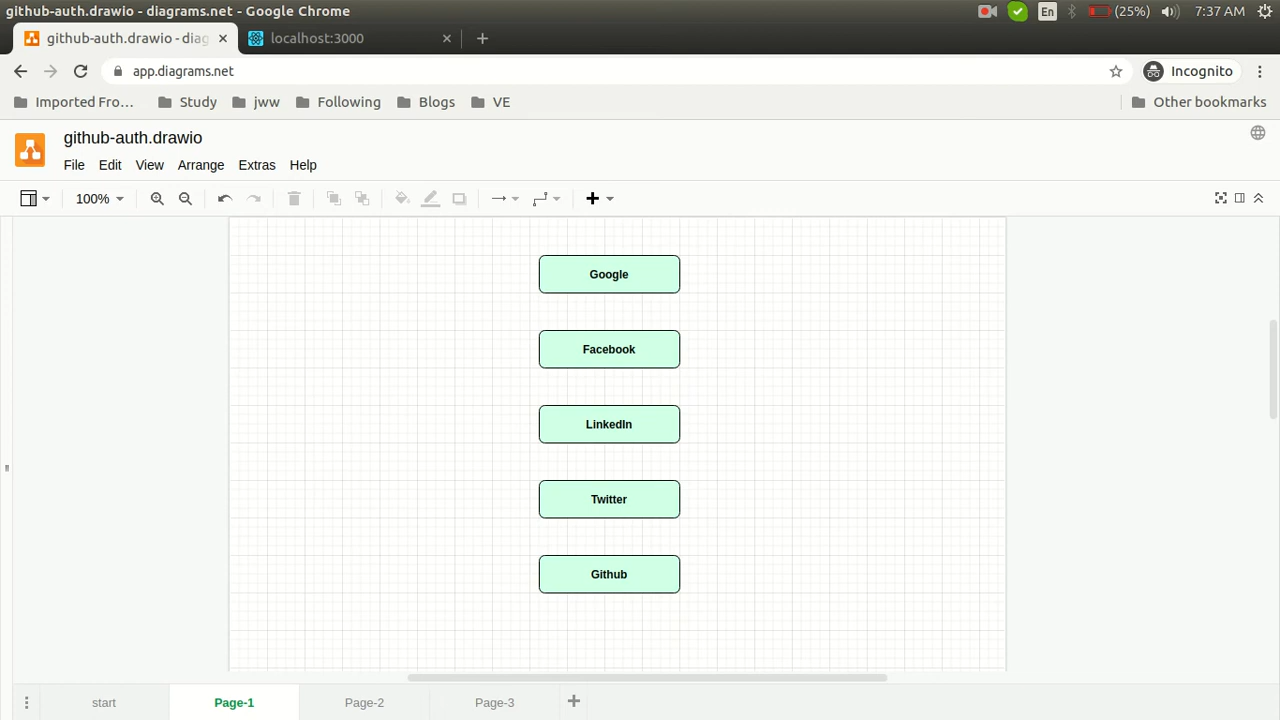 github-auth.drawio - diagrams.net - Google Chrome
En (25%) 7:37 AM
github-auth.drawio - diag
localhost:3000
app.diagrams.net
Incognito
Imported Fro... Study jww Following Blogs VE Other bookmarks
github-auth.drawio
File Edit View Arrange Extras Help
100%
Google
Facebook
LinkedIn
Twitter
Github
start Page-1 Page-2 Page-3